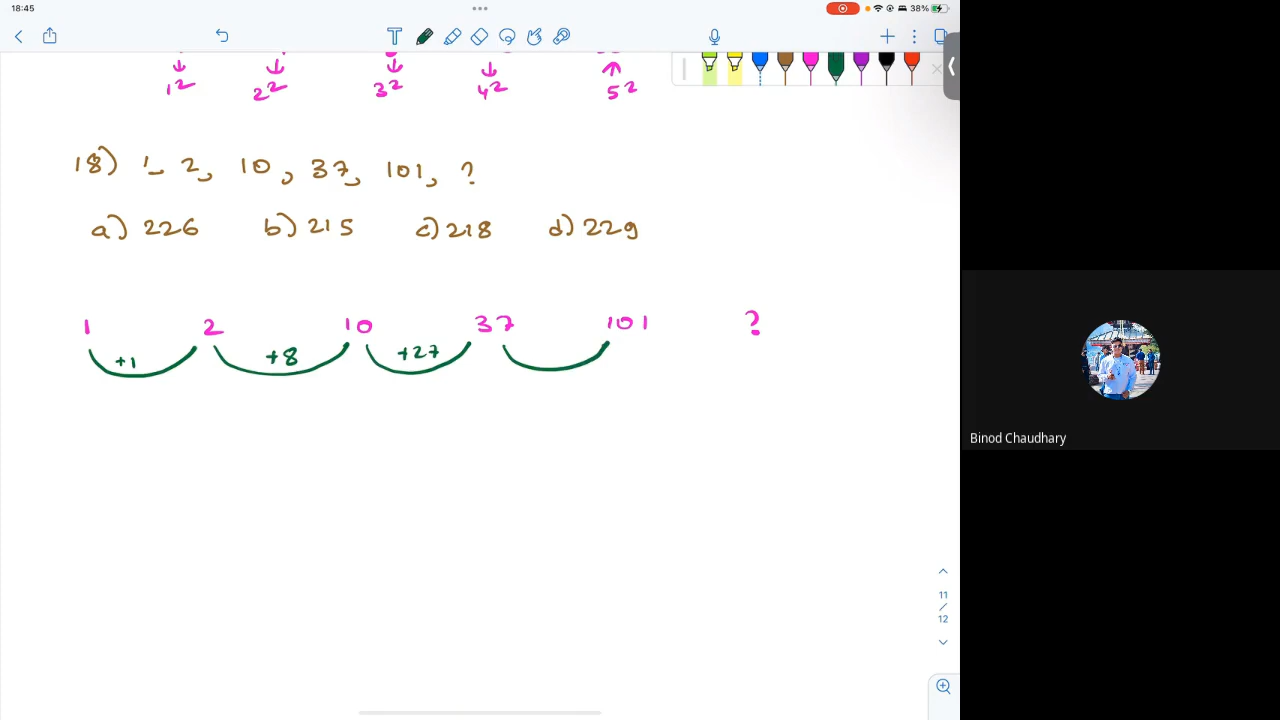 18:45
38%
1² 2² 3² 4² 5²
18) 1, 2, 10, 37, 101, ?
a) 226 b) 215 c) 218 d) 229
1 2 10 37 101 ?
+1 +8 +27
Binod Chaudhary
11
/
12